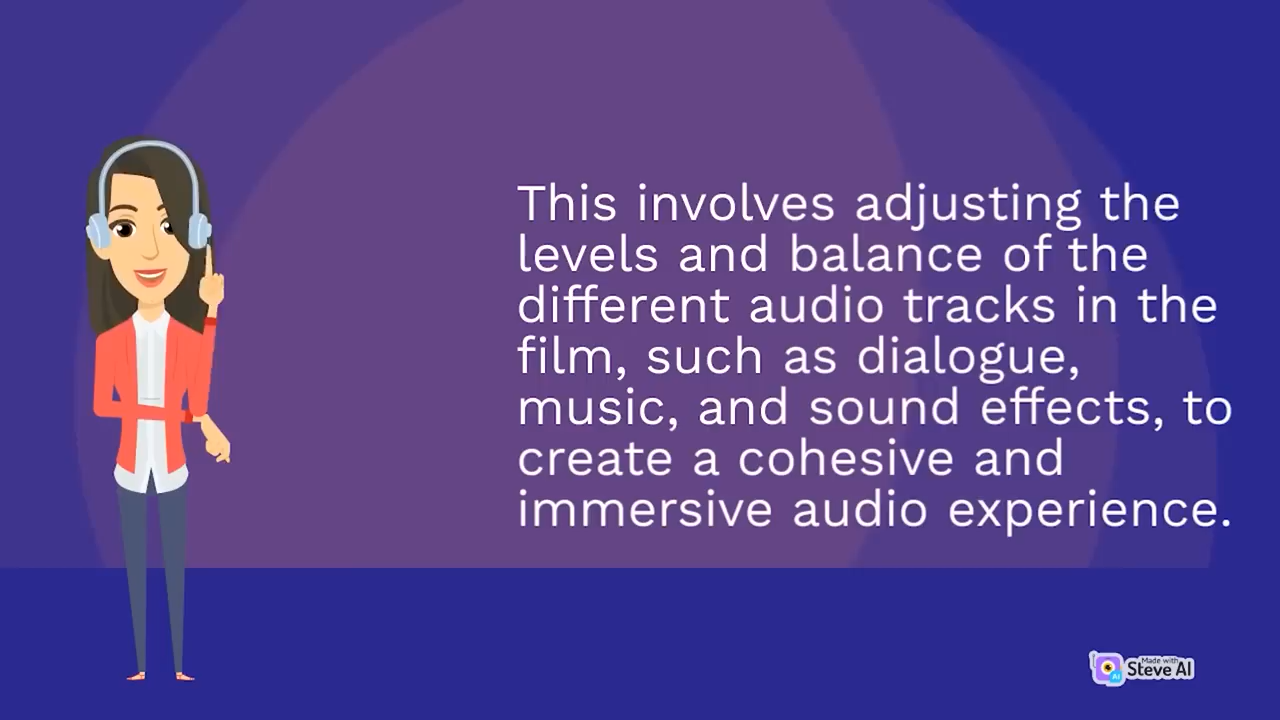 This involves adjusting the
levels and balance of the
different audio tracks in the
film, such as dialogue,
music, and sound effects, to
create a cohesive and
immersive audio experience.
Made with
Steve AI
AI